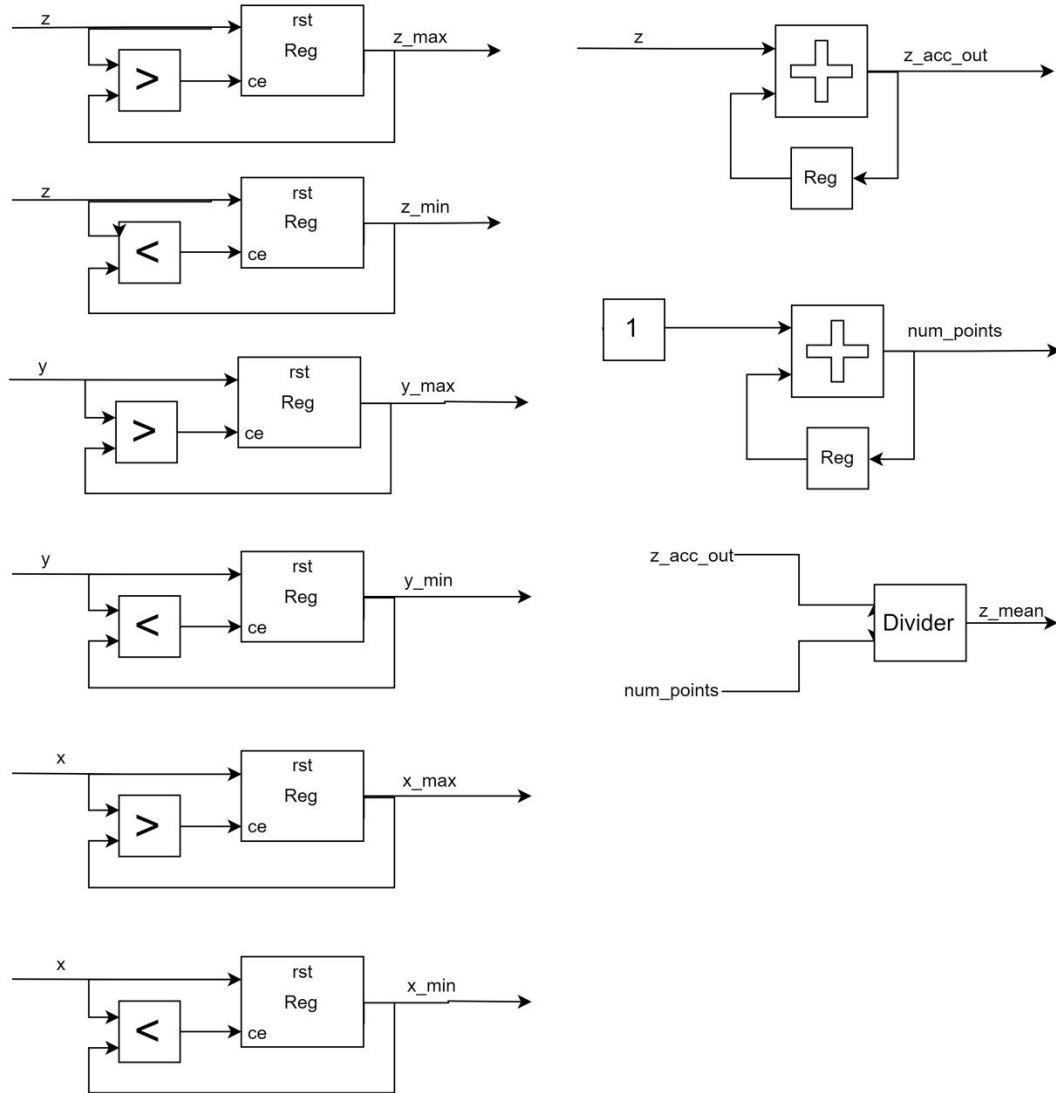 z
rst
Reg
z_max
>
ce
z
rst
Reg
z_min
<
ce
y
rst
Reg
y_max
>
ce
y
rst
Reg
y_min
<
ce
x
rst
Reg
x_max
>
ce
x
rst
Reg
x_min
<
ce
z
z_acc_out
Reg
1
num_points
Reg
z_acc_out
Divider
z_mean
num_points